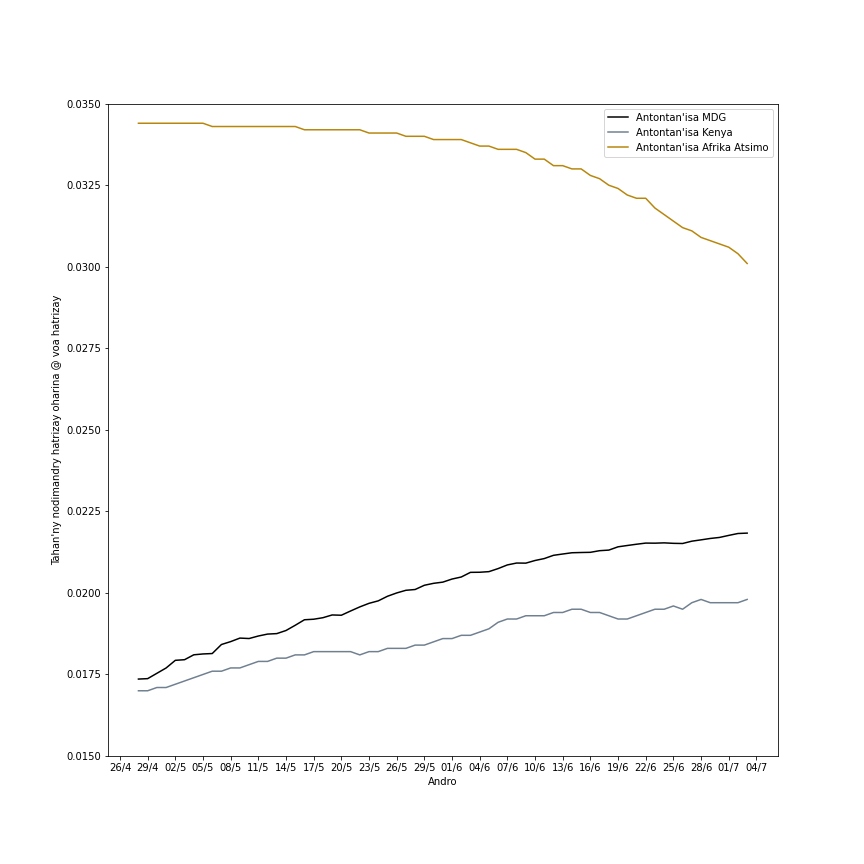 0.0350
0.0325
0.0300
0.0275
0.0250
0.0225
0.0200
0.0175
0.0150
Tahan'ny nodimandry hatrizay oharina @ voa hatrizay
Antontan'isa MDG
Antontan'isa Kenya
Antontan'isa Afrika Atsimo
26/4 29/4 02/5 05/5 08/5 11/5 14/5 17/5 20/5 23/5 26/5 29/5 01/6 04/6 07/6 10/6 13/6 16/6 19/6 22/6 25/6 28/6 01/7 04/7
Andro